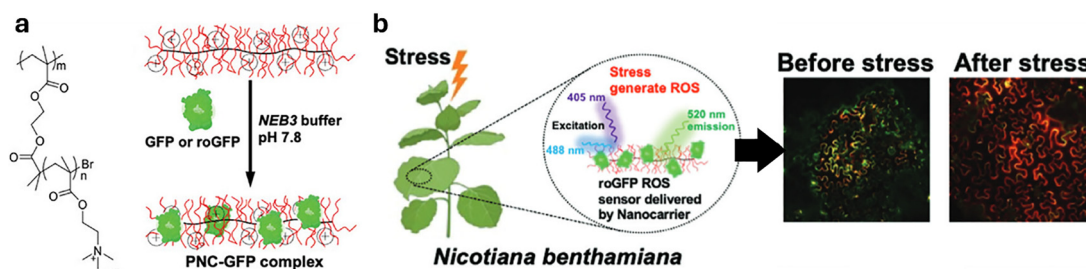 a
m
O
O
O
O
Br
n
O
O
N
+
GFP or roGFP
NEB3 buffer
pH 7.8
PNC-GFP complex
b
Stress
Stress
generate ROS
405 nm
Excitation
488 nm
520 nm
emission
roGFP ROS
sensor delivered
by Nanocarrier
Nicotiana benthamiana
Before stress
After stress